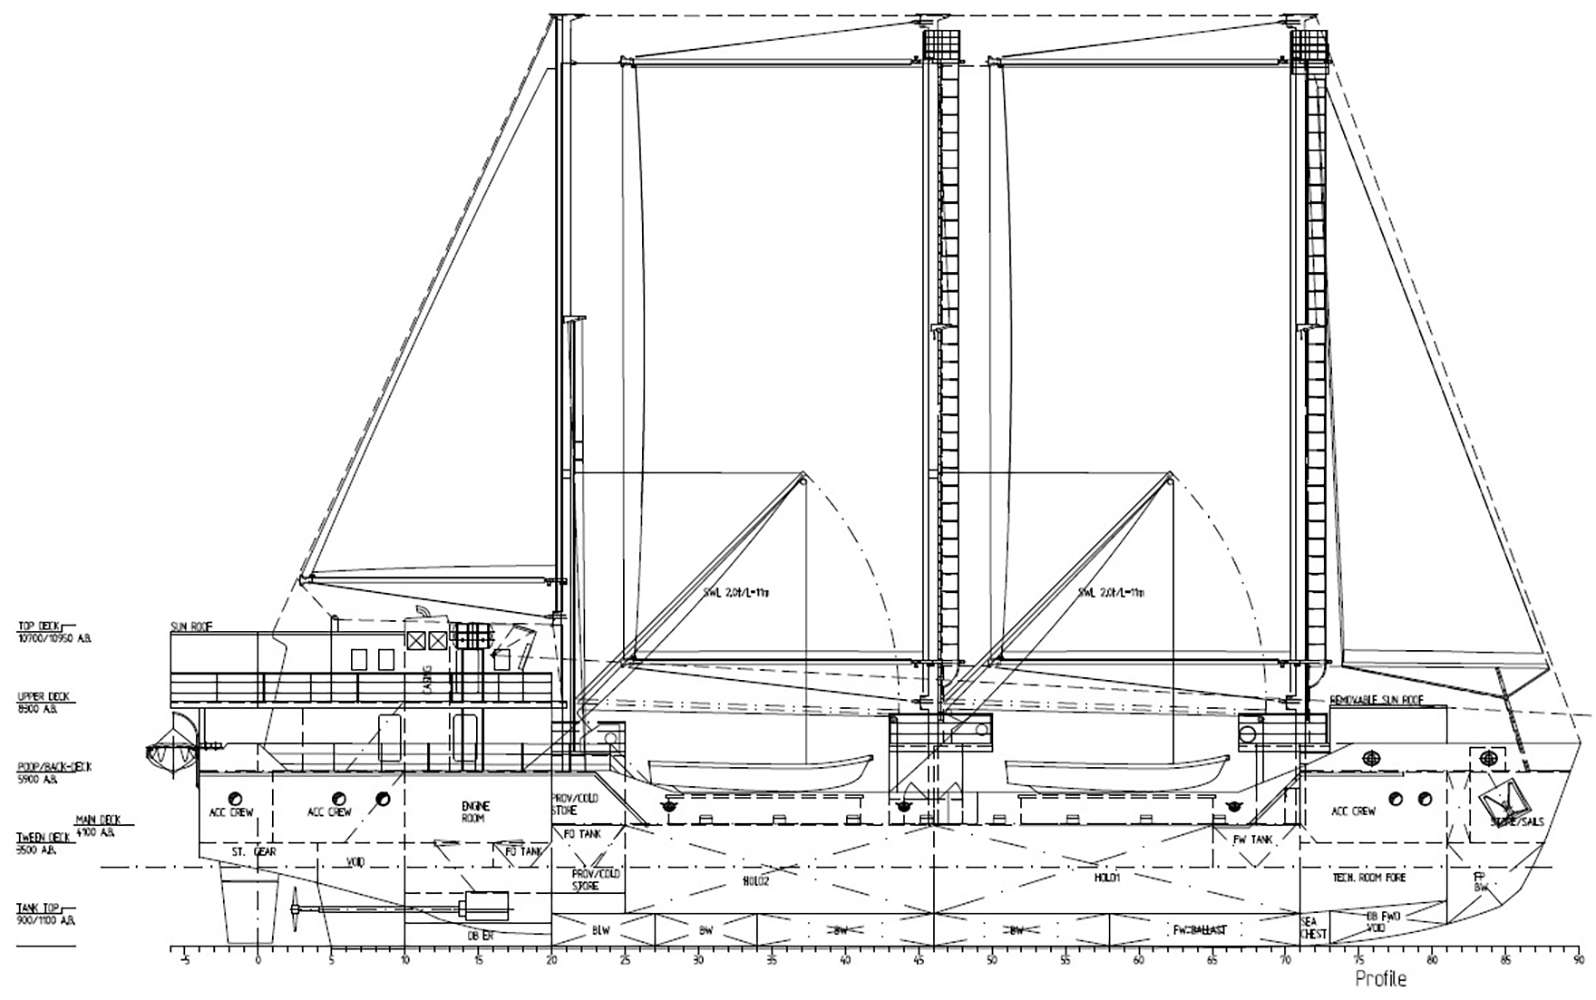 SWL 2,0t/L=11m
SWL 2,0t/L=11m
TOP DECK
10700/10950 A.B.
SUN ROOF
CASING
UPPER DECK
8300 A.B.
REMOVABLE SUN ROOF
POOP/BACK-DECK
5900 A.B.
ACC CREW
ACC CREW
ENGINE
ROOM
PROV/COLD
STORE
ACC CREW
STORE/SAILS
MAIN DECK
4100 A.B.
TWEEN DECK
3500 A.B.
ST. GEAR
VOID
FO TANK
FO TANK
FW TANK
PROV/COLD
STORE
HOLD2
HOLD1
TECH. ROOM FORE
FP
BW
TANK TOP
900/1100 A.B.
DB ER
BLW
BW
BW
BW
FW-BALLAST
SEA
CHEST
DB FWD
VOID
-5 0 5 10 15 20 25 30 35 40 45 50 55 60 65 70 75 80 85 90
Profile